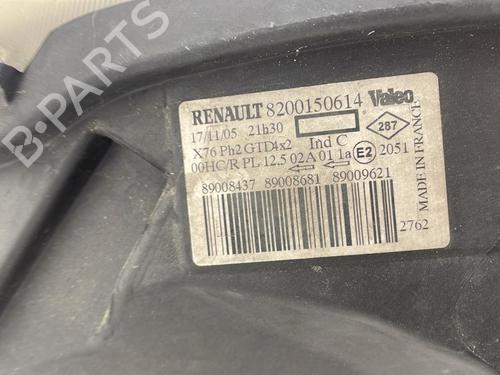 RENAULT 8200150614 Valeo
17/11/05 21h30 287
X76 Ph2 GTD4x2 Ind C
00HC/R PL 12.5 02A 01 1a E2 2051
89008437 89008681 89009621
2762
MADE IN FRANCE
B-PARTS